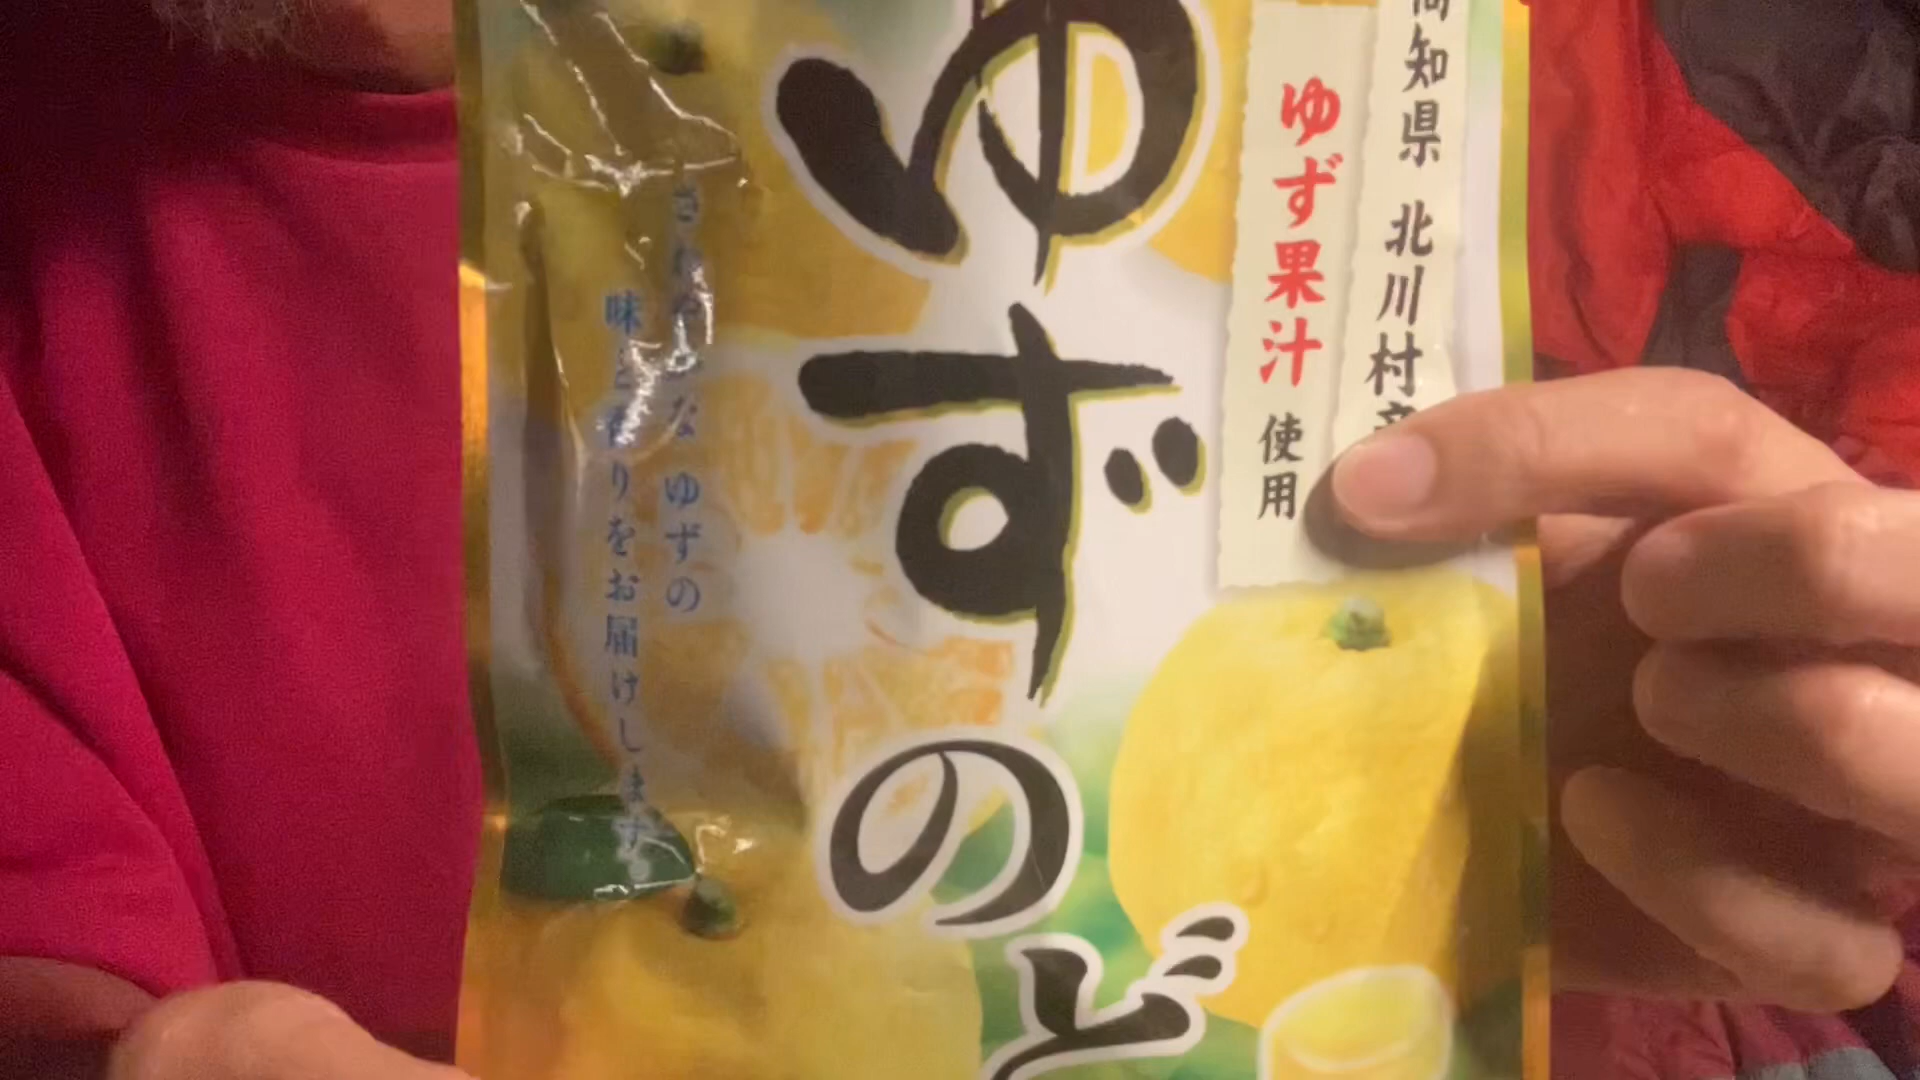 高知県 北川村産
ゆず果汁 使用
ゆずのど
さわやかな ゆずの
味と香りをお届けします。